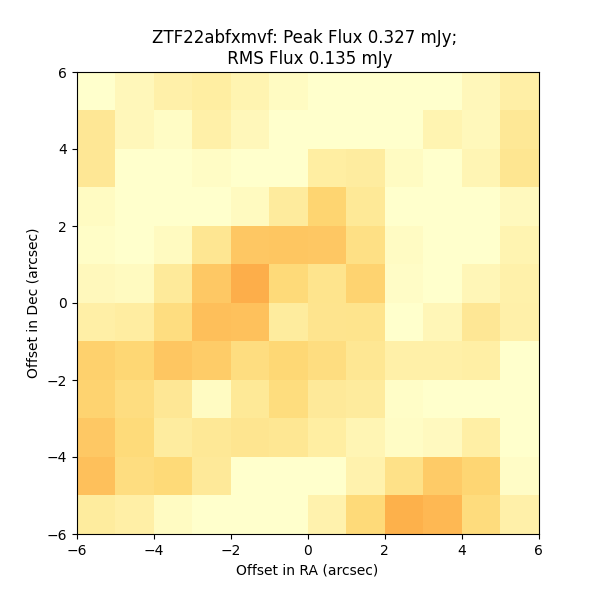 ZTF22abfxmvf: Peak Flux 0.327 mJy;
RMS Flux 0.135 mJy
6
4
2
0
−2
−4
−6
Offset in Dec (arcsec)
−6 −4 −2 0 2 4 6
Offset in RA (arcsec)